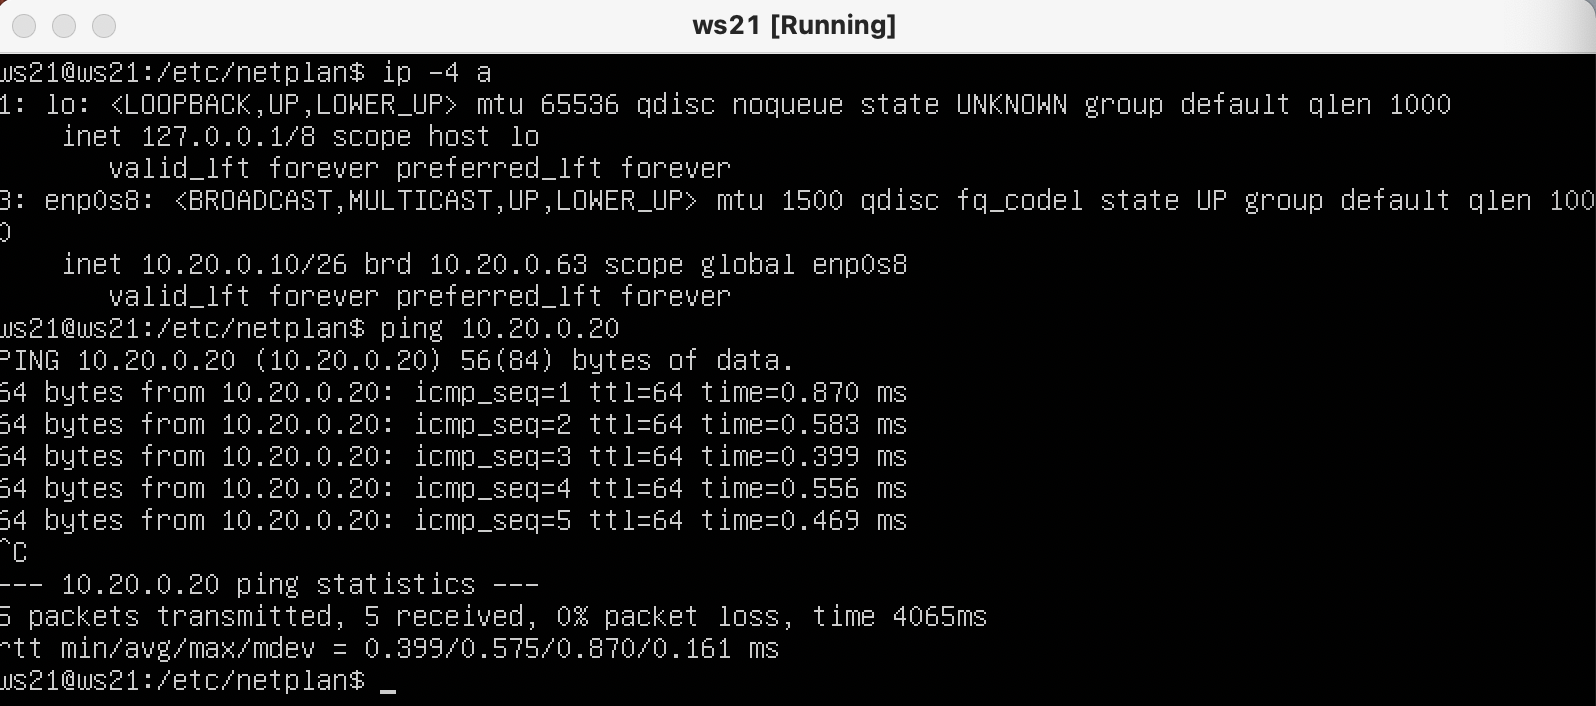 ws21 [Running]
ws21@ws21:/etc/netplan$ ip -4 a
1: lo: <LOOPBACK,UP,LOWER_UP> mtu 65536 qdisc noqueue state UNKNOWN group default qlen 1000
    inet 127.0.0.1/8 scope host lo
       valid_lft forever preferred_lft forever
3: enp0s8: <BROADCAST,MULTICAST,UP,LOWER_UP> mtu 1500 qdisc fq_codel state UP group default qlen 100
0
    inet 10.20.0.10/26 brd 10.20.0.63 scope global enp0s8
       valid_lft forever preferred_lft forever
ws21@ws21:/etc/netplan$ ping 10.20.0.20
PING 10.20.0.20 (10.20.0.20) 56(84) bytes of data.
64 bytes from 10.20.0.20: icmp_seq=1 ttl=64 time=0.870 ms
64 bytes from 10.20.0.20: icmp_seq=2 ttl=64 time=0.583 ms
64 bytes from 10.20.0.20: icmp_seq=3 ttl=64 time=0.399 ms
64 bytes from 10.20.0.20: icmp_seq=4 ttl=64 time=0.556 ms
64 bytes from 10.20.0.20: icmp_seq=5 ttl=64 time=0.469 ms
^C
--- 10.20.0.20 ping statistics ---
5 packets transmitted, 5 received, 0% packet loss, time 4065ms
rtt min/avg/max/mdev = 0.399/0.575/0.870/0.161 ms
ws21@ws21:/etc/netplan$ _